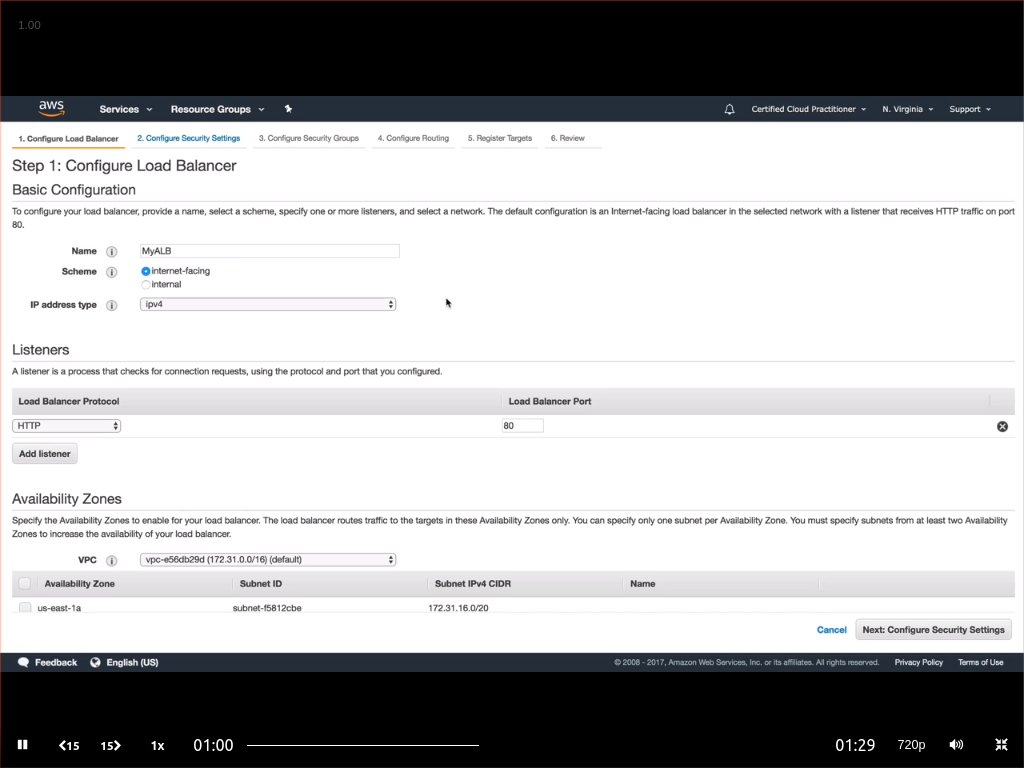 1.00
aws Services Resource Groups Certified Cloud Practitioner N. Virginia Support
1. Configure Load Balancer 2. Configure Security Settings 3. Configure Security Groups 4. Configure Routing 5. Register Targets 6. Review
Step 1: Configure Load Balancer
Basic Configuration
To configure your load balancer, provide a name, select a scheme, specify one or more listeners, and select a network. The default configuration is an Internet-facing load balancer in the selected network with a listener that receives HTTP traffic on port
80.
Name i MyALB
Scheme i internet-facing
internal
IP address type i ipv4
Listeners
A listener is a process that checks for connection requests, using the protocol and port that you configured.
Load Balancer Protocol Load Balancer Port
HTTP 80
Add listener
Availability Zones
Specify the Availability Zones to enable for your load balancer. The load balancer routes traffic to the targets in these Availability Zones only. You can specify only one subnet per Availability Zone. You must specify subnets from at least two Availability
Zones to increase the availability of your load balancer.
VPC i vpc-e56db29d (172.31.0.0/16) (default)
Availability Zone Subnet ID Subnet IPv4 CIDR Name
us-east-1a subnet-f5812cbe 172.31.16.0/20
Cancel Next: Configure Security Settings
Feedback English (US) © 2008 - 2017, Amazon Web Services, Inc. or its affiliates. All rights reserved. Privacy Policy Terms of Use
15 15 1x 01:00 01:29 720p